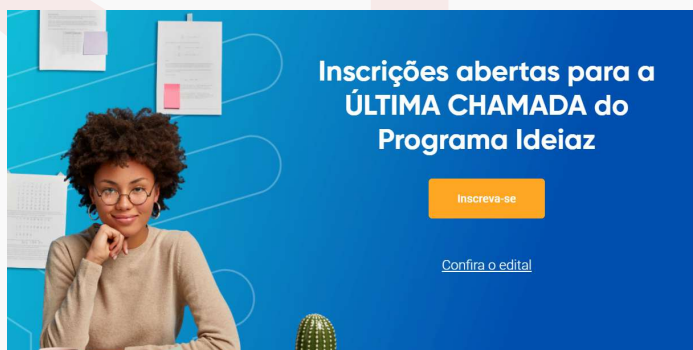 Inscrições abertas para a
ÚLTIMA CHAMADA do
Programa Ideiaz
Inscreva-se
Confira o edital